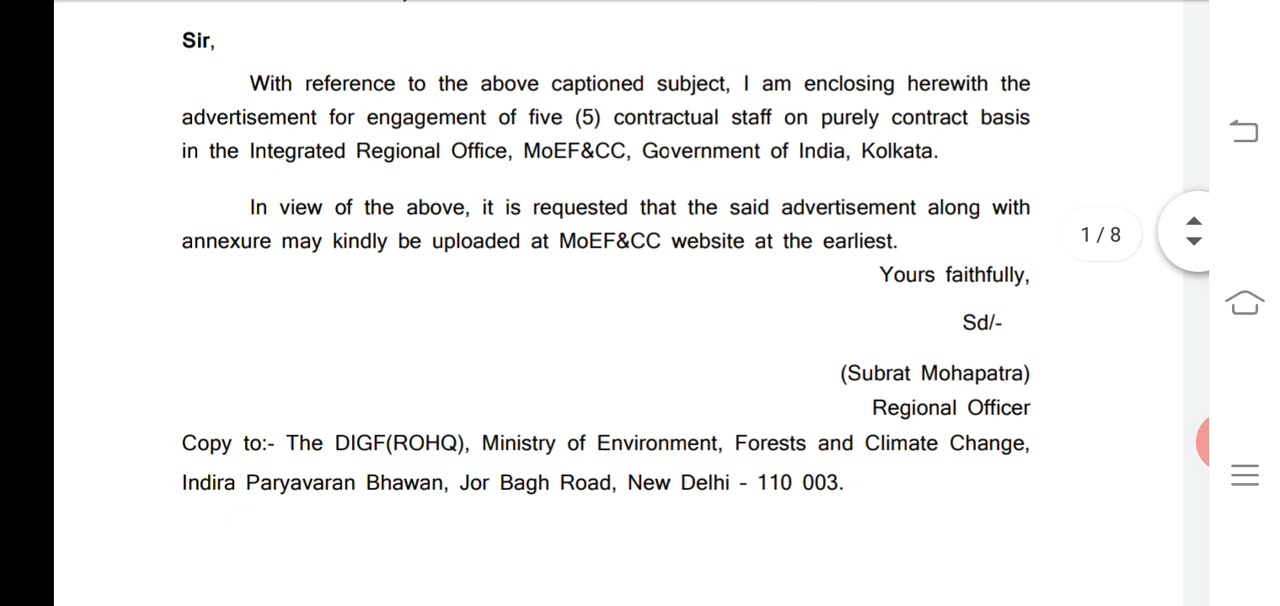 Sir,
With reference to the above captioned subject, I am enclosing herewith the
advertisement for engagement of five (5) contractual staff on purely contract basis
in the Integrated Regional Office, MoEF&CC, Government of India, Kolkata.
In view of the above, it is requested that the said advertisement along with
annexure may kindly be uploaded at MoEF&CC website at the earliest.
1 / 8
Yours faithfully,
Sd/-
(Subrat Mohapatra)
Regional Officer
Copy to:- The DIGF(ROHQ), Ministry of Environment, Forests and Climate Change,
Indira Paryavaran Bhawan, Jor Bagh Road, New Delhi - 110 003.